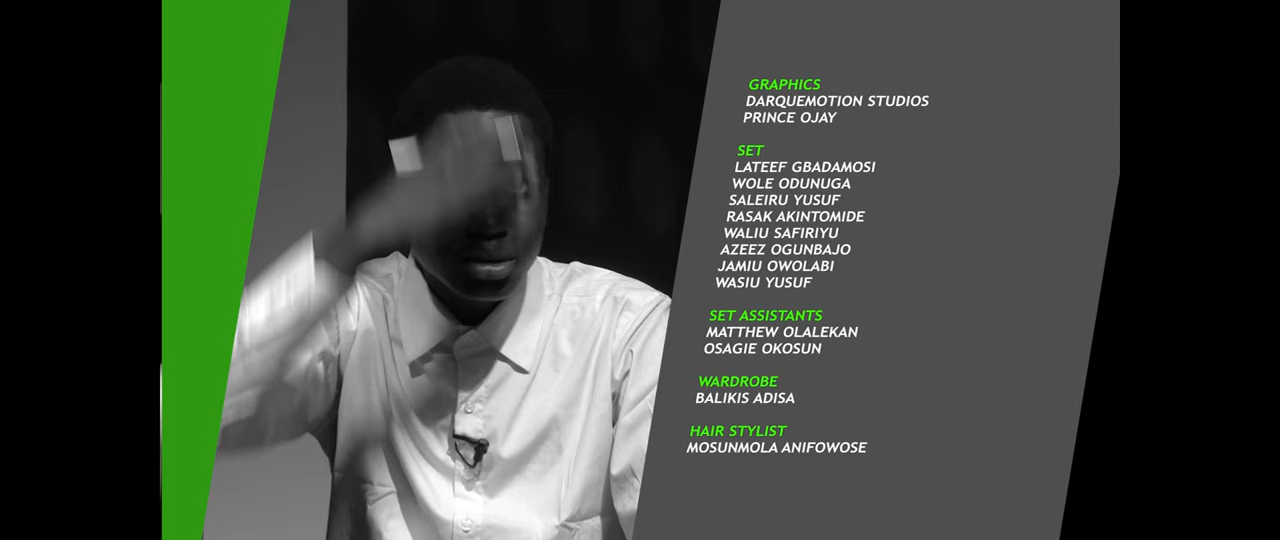 GRAPHICS
DARQUEMOTION STUDIOS
PRINCE OJAY
SET
LATEEF GBADAMOSI
WOLE ODUNUGA
SALEIRU YUSUF
RASAK AKINTOMIDE
WALIU SAFIRIYU
AZEEZ OGUNBAJO
JAMIU OWOLABI
WASIU YUSUF
SET ASSISTANTS
MATTHEW OLALEKAN
OSAGIE OKOSUN
WARDROBE
BALIKIS ADISA
HAIR STYLIST
MOSUNMOLA ANIFOWOSE